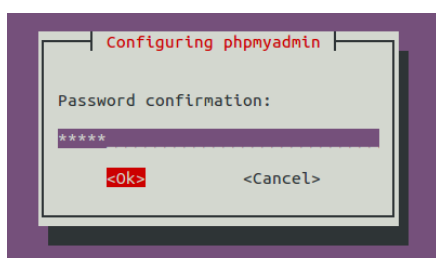 Configuring phpmyadmin
Password confirmation:
*****
<Ok> <Cancel>